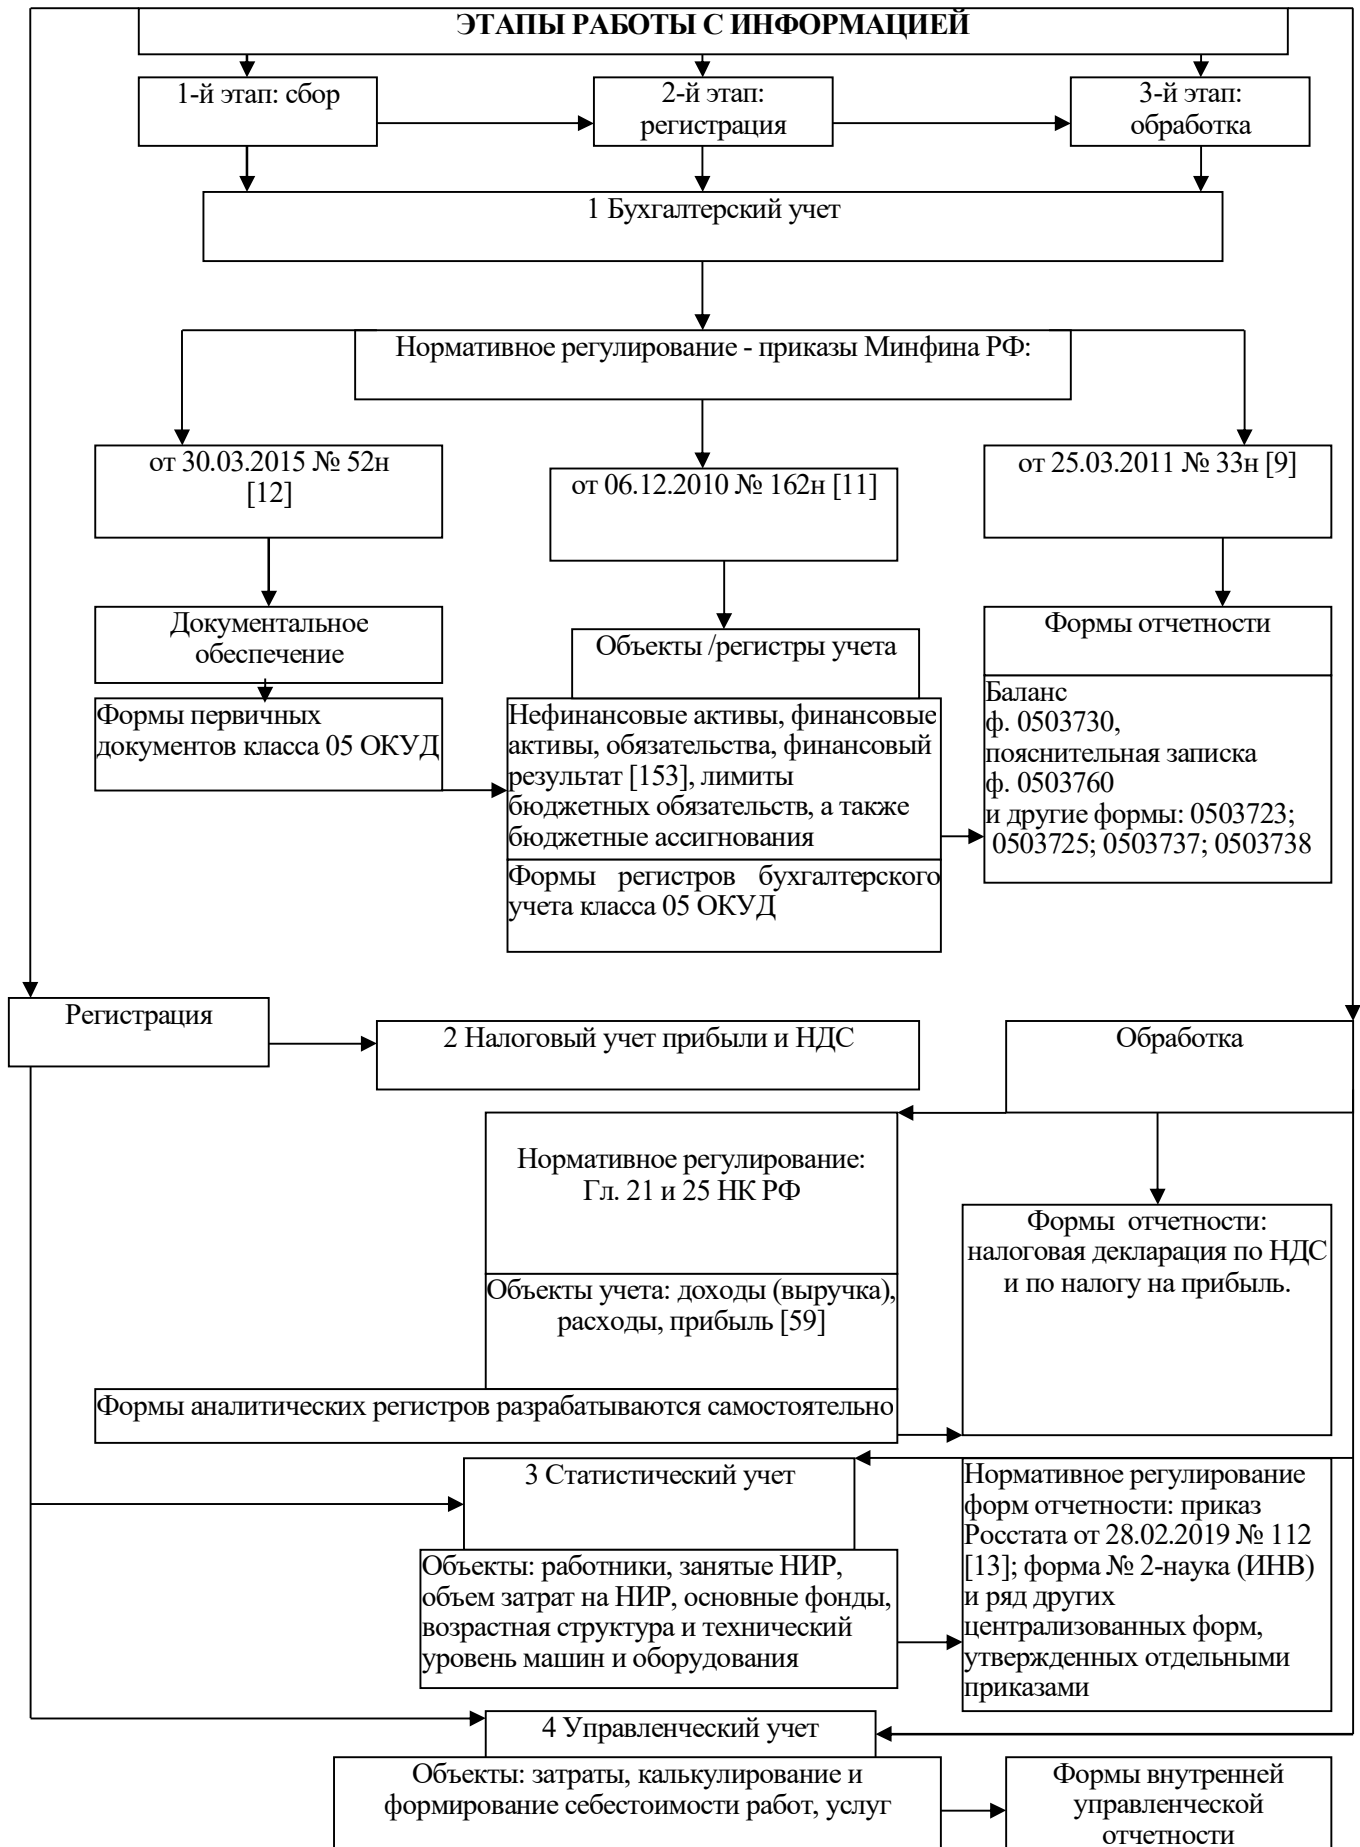 ЭТАПЫ РАБОТЫ С ИНФОРМАЦИЕЙ
1-й этап: сбор
2-й этап:
регистрация
3-й этап:
обработка
1 Бухгалтерский учет
Нормативное регулирование - приказы Минфина РФ:
от 30.03.2015 № 52н
[12]
от 06.12.2010 № 162н [11]
от 25.03.2011 № 33н [9]
Документальное
обеспечение
Объекты /регистры учета
Формы отчетности
Формы первичных
документов класса 05 ОКУД
Нефинансовые активы, финансовые
активы, обязательства, финансовый
результат [153], лимиты
бюджетных обязательств, а также
бюджетные ассигнования
Формы регистров бухгалтерского
учета класса 05 ОКУД
Баланс
ф. 0503730,
пояснительная записка
ф. 0503760
и другие формы: 0503723;
0503725; 0503737; 0503738
Регистрация
2 Налоговый учет прибыли и НДС
Обработка
Нормативное регулирование:
Гл. 21 и 25 НК РФ
Объекты учета: доходы (выручка),
расходы, прибыль [59]
Формы аналитических регистров разрабатываются самостоятельно
Формы отчетности:
налоговая декларация по НДС
и по налогу на прибыль.
3 Статистический учет
Объекты: работники, занятые НИР,
объем затрат на НИР, основные фонды,
возрастная структура и технический
уровень машин и оборудования
Нормативное регулирование
форм отчетности: приказ
Росстата от 28.02.2019 № 112
[13]; форма № 2-наука (ИНВ)
и ряд других
централизованных форм,
утвержденных отдельными
приказами
4 Управленческий учет
Объекты: затраты, калькулирование и
формирование себестоимости работ, услуг
Формы внутренней
управленческой
отчетности